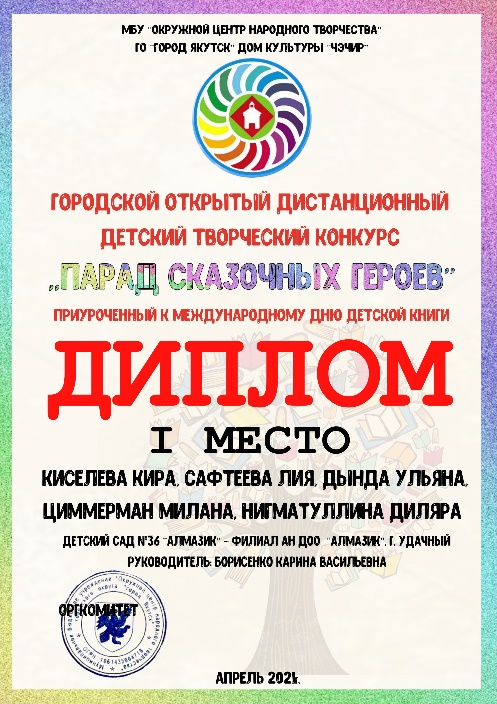 МБУ "ОКРУЖНОЙ ЦЕНТР НАРОДНОГО ТВОРЧЕСТВА"
ГО "ГОРОД ЯКУТСК" ДОМ КУЛЬТУРЫ "ЧЭЧИР"
ГОРОДСКОЙ ОТКРЫТЫЙ ДИСТАНЦИОННЫЙ
ДЕТСКИЙ ТВОРЧЕСКИЙ КОНКУРС
„ПАРАД СКАЗОЧНЫХ ГЕРОЕВ"
ПРИУРОЧЕННЫЙ К МЕЖДУНАРОДНОМУ ДНЮ ДЕТСКОЙ КНИГИ
ДИПЛОМ
I МЕСТО
КИСЕЛЕВА КИРА, САФТЕЕВА ЛИЯ, ДЫНДА УЛЬЯНА,
ЦИММЕРМАН МИЛАНА, НИГМАТУЛЛИНА ДИЛЯРА
ДЕТСКИЙ САД №36 "АЛМАЗИК" - ФИЛИАЛ АН ДОО "АЛМАЗИК", Г. УДАЧНЫЙ
РУКОВОДИТЕЛЬ: БОРИСЕНКО КАРИНА ВАСИЛЬЕВНА
ОРГКОМИТЕТ
АПРЕЛЬ 2021г.